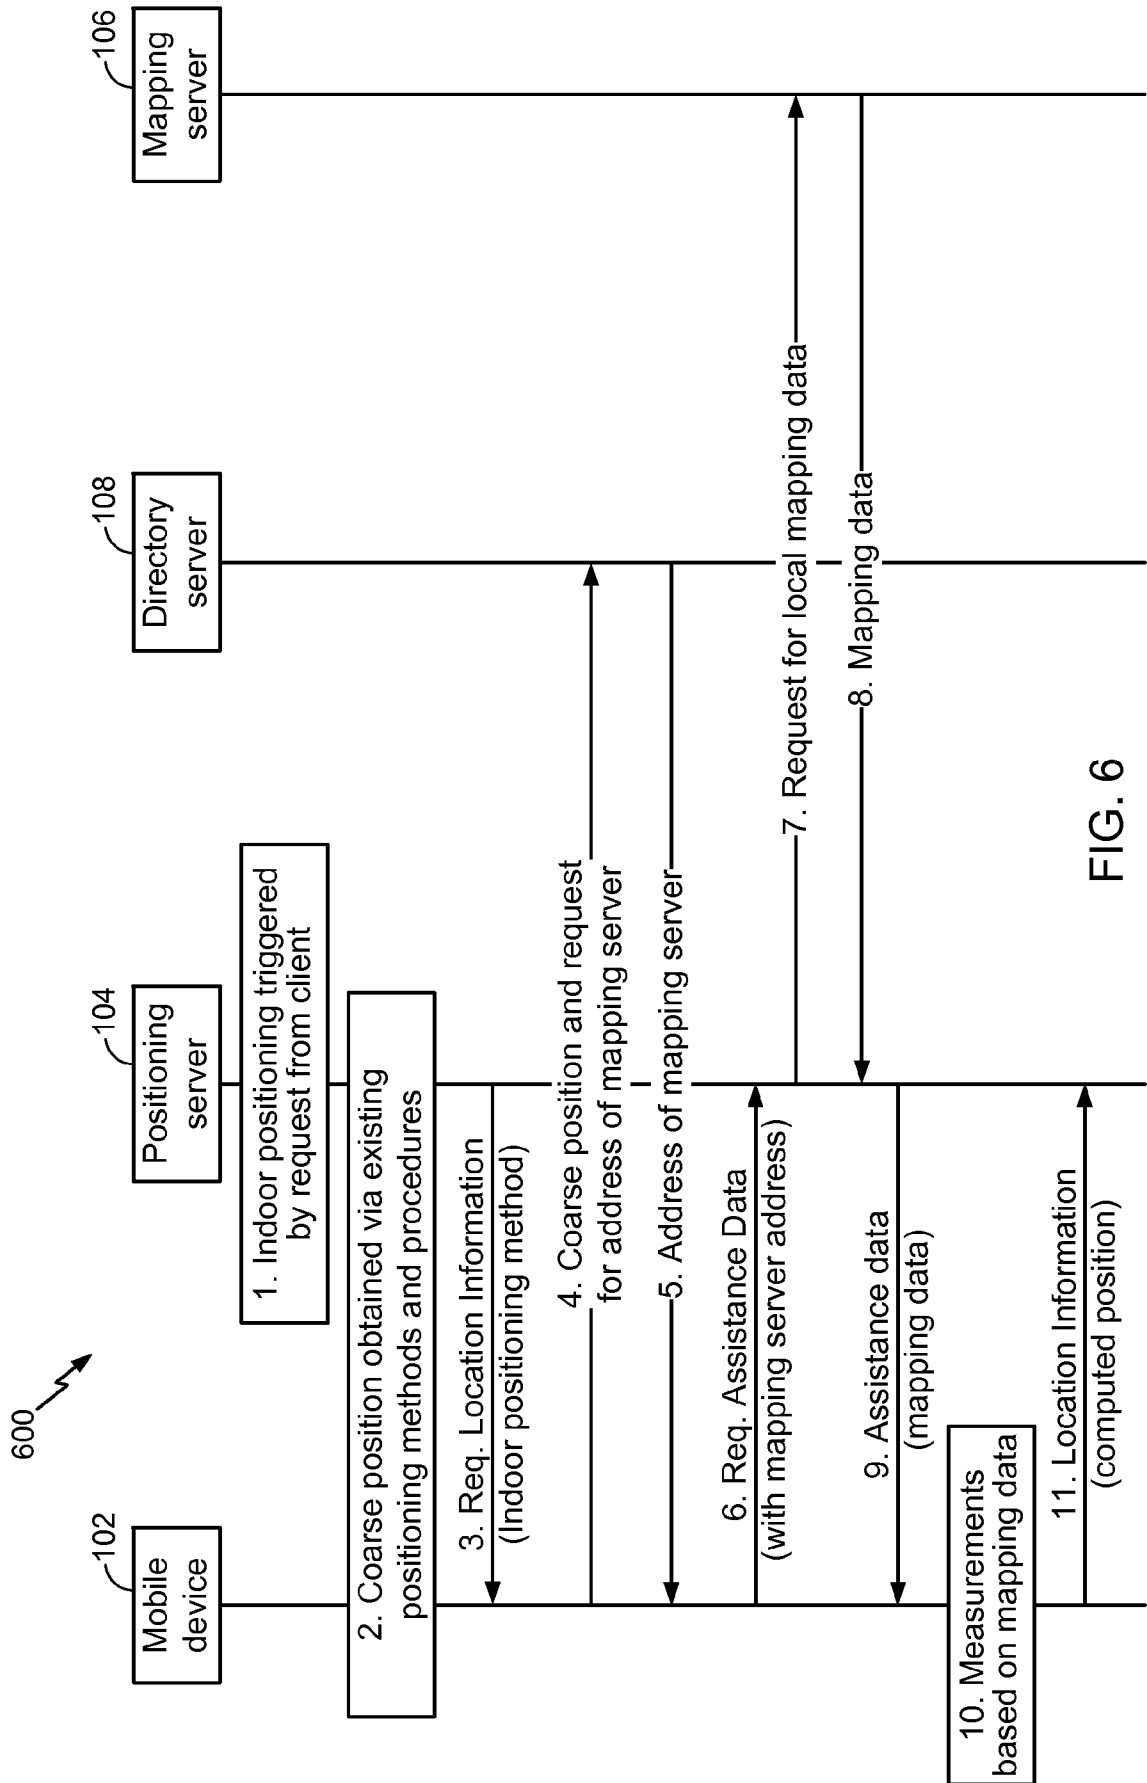 600
102
Mobile
device
104
Positioning
server
108
Directory
server
106
Mapping
server
1. Indoor positioning triggered
by request from client
2. Coarse position obtained via existing
positioning methods and procedures
3. Req. Location Information
(Indoor positioning method)
4. Coarse position and request
for address of mapping server
5. Address of mapping server
6. Req. Assistance Data
(with mapping server address)
7. Request for local mapping data
8. Mapping data
9. Assistance data
(mapping data)
10. Measurements
based on mapping data
11. Location Information
(computed position)
FIG. 6